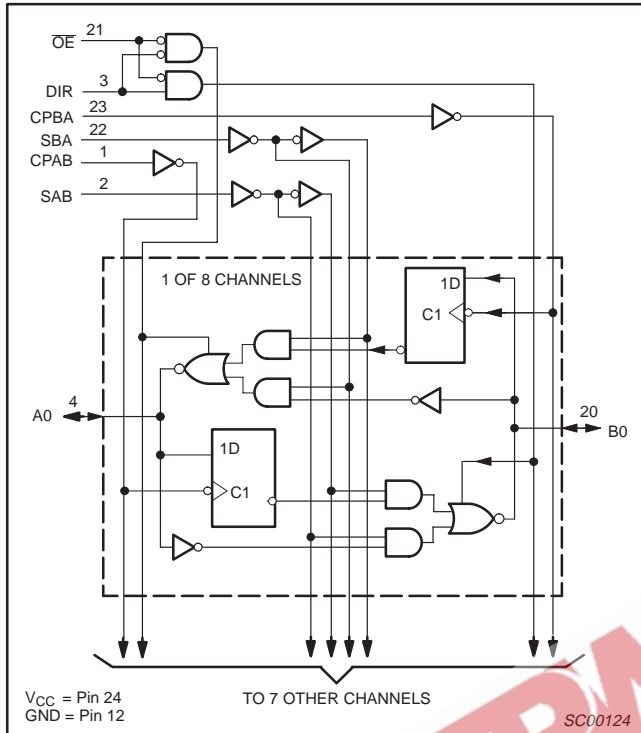 OE 21
DIR 3
CPBA 23
SBA 22
CPAB 1
SAB 2
1 OF 8 CHANNELS
1D
C1
A0 4
20 B0
1D
C1
TO 7 OTHER CHANNELS
VCC = Pin 24
GND = Pin 12
SC00124